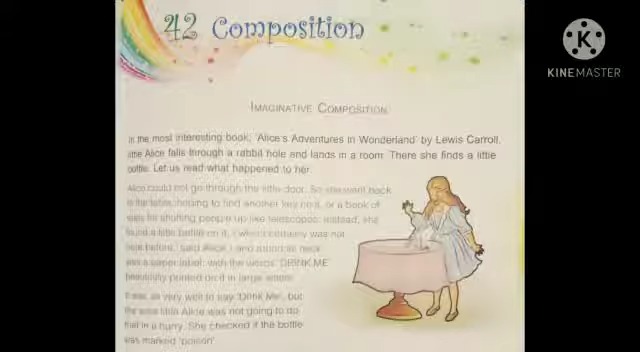 42 Composition
KINEMASTER
IMAGINATIVE COMPOSITION
In the most interesting book, 'Alice's Adventures in Wonderland' by Lewis Carroll,
little Alice falls through a rabbit hole and lands in a room. There she finds a little
bottle. Let us read what happened to her.
Alice could not go through the little door. So she went back
to the table, hoping to find another key on it, or a book of
rules for shutting people up like telescopes. Instead, she
found a little bottle on it, ('which certainly was not
here before,' said Alice,) and around its neck
was a paper label, with the words 'DRINK ME'
beautifully printed on it in large letters.
It was all very well to say 'Drink Me', but
the wise little Alice was not going to do
that in a hurry. She checked if the bottle
was marked 'poison'